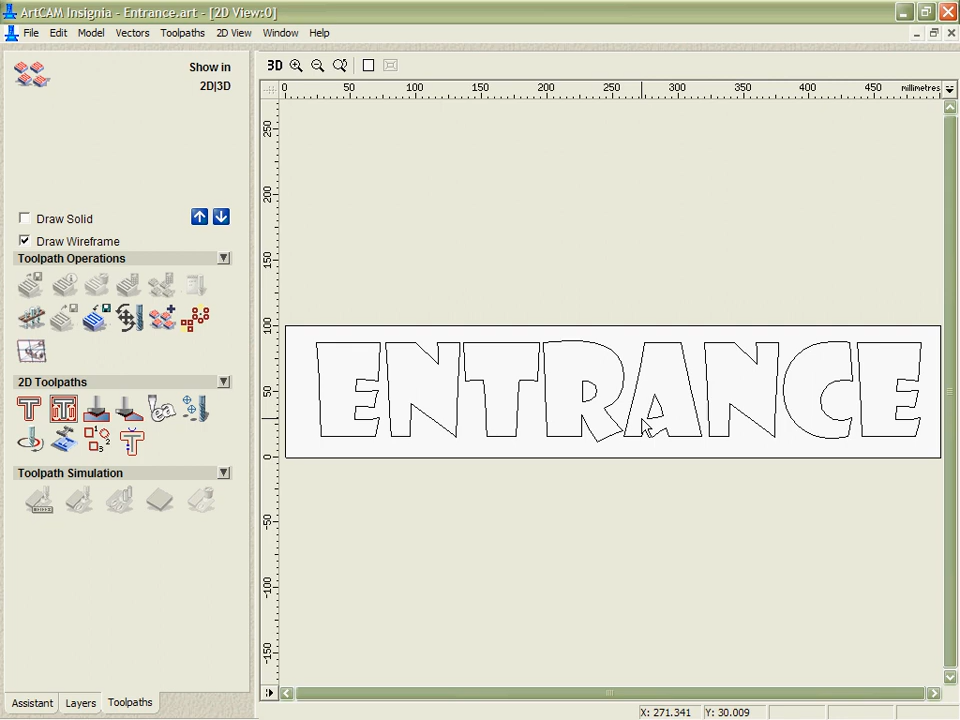 ArtCAM Insignia - Entrance.art - [2D View:0]
File Edit Model Vectors Toolpaths 2D View Window Help
Show in
2D|3D
3D
0 50 100 150 200 250 300 350 400 450 millimetres
250
200
150
100
50
0
-50
-100
-150
Draw Solid
Draw Wireframe
Toolpath Operations
2D Toolpaths
Toolpath Simulation
ENTRANCE
Assistant Layers Toolpaths
X: 271.341 Y: 30.009